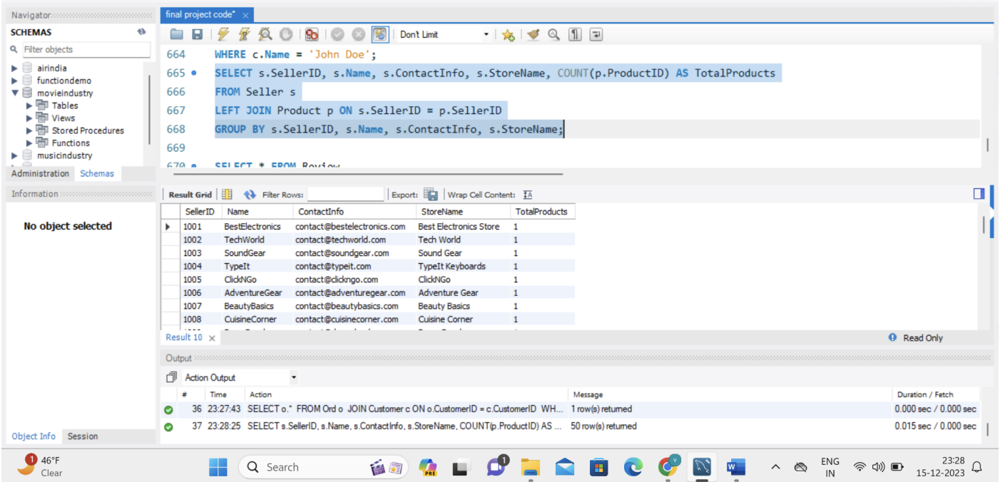 Navigator
final project code*
SCHEMAS
Filter objects
airindia
functiondemo
movieindustry
Tables
Views
Stored Procedures
Functions
musicindustry
Administration Schemas
Don't Limit
664 WHERE c.Name = 'John Doe';
665 SELECT s.SellerID, s.Name, s.ContactInfo, s.StoreName, COUNT(p.ProductID) AS TotalProducts
666 FROM Seller s
667 LEFT JOIN Product p ON s.SellerID = p.SellerID
668 GROUP BY s.SellerID, s.Name, s.ContactInfo, s.StoreName;
669
670 SELECT * FROM Review
Information
No object selected
Object Info Session
Result Grid Filter Rows: Export: Wrap Cell Content: IA
SellerID Name ContactInfo StoreName TotalProducts
1001 BestElectronics contact@bestelectronics.com Best Electronics Store 1
1002 TechWorld contact@techworld.com Tech World 1
1003 SoundGear contact@soundgear.com Sound Gear 1
1004 TypeIt contact@typeit.com TypeIt Keyboards 1
1005 ClickNGo contact@clickngo.com ClickNGo 1
1006 AdventureGear contact@adventuregear.com Adventure Gear 1
1007 BeautyBasics contact@beautybasics.com Beauty Basics 1
1008 CuisineCorner contact@cuisinecorner.com Cuisine Corner 1
Result 10 Read Only
Output
Action Output
# Time Action Message Duration / Fetch
36 23:27:43 SELECT o.* FROM Ord o JOIN Customer c ON o.CustomerID = c.CustomerID WH... 1 row(s) returned 0.000 sec / 0.000 sec
37 23:28:25 SELECT s.SellerID, s.Name, s.ContactInfo, s.StoreName, COUNT(p.ProductID) AS ... 50 row(s) returned 0.015 sec / 0.000 sec
1 46°F
Clear
Search
PRE
1
V
W
ENG
IN
23:28
15-12-2023